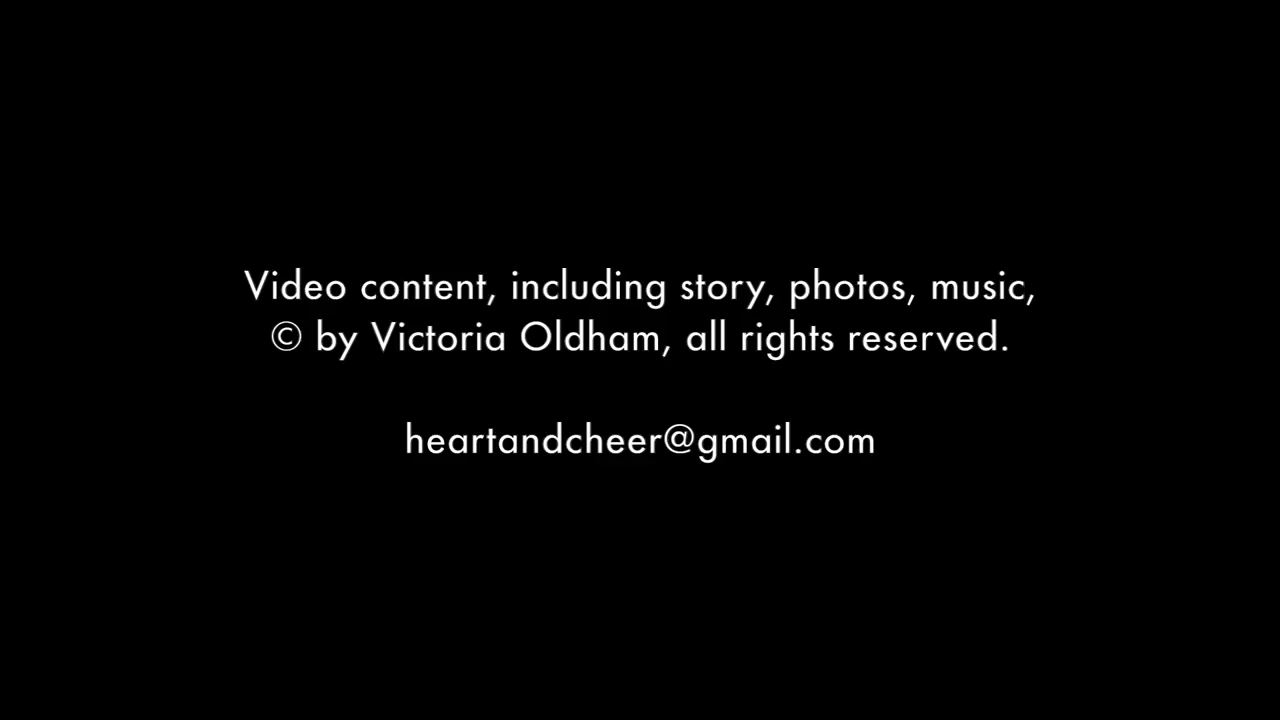 Video content, including story, photos, music,
© by Victoria Oldham, all rights reserved.
heartandcheer@gmail.com